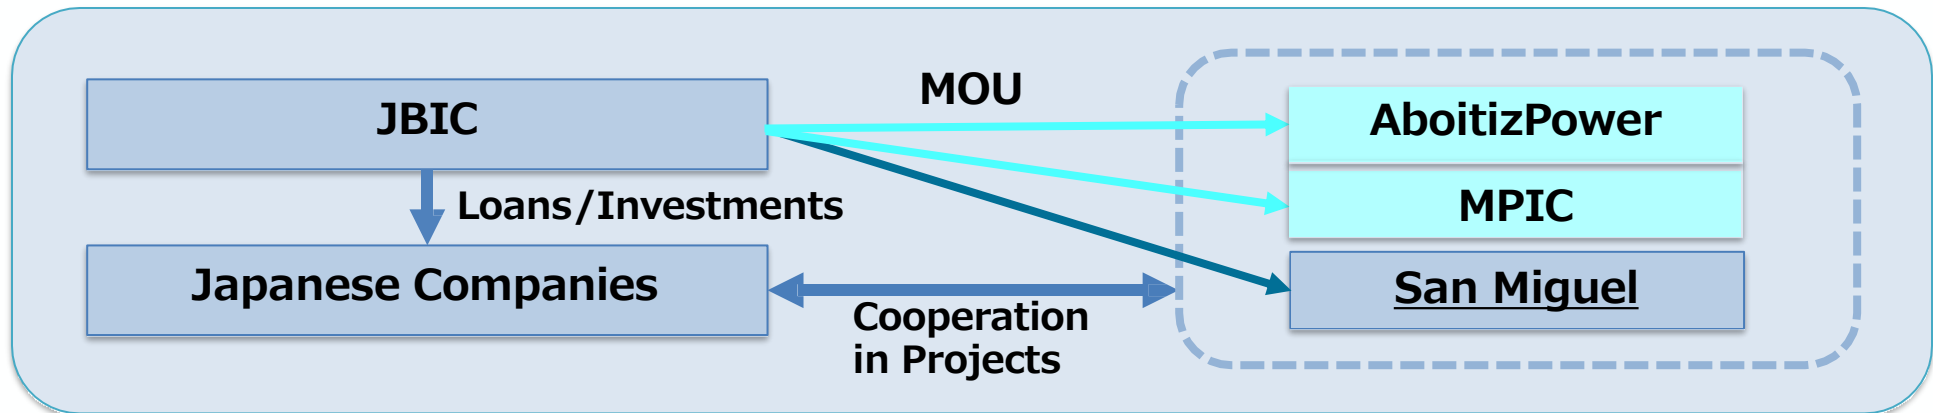 JBIC
MOU
AboitizPower
MPIC
Loans/Investments
Japanese Companies
San Miguel
Cooperation
in Projects